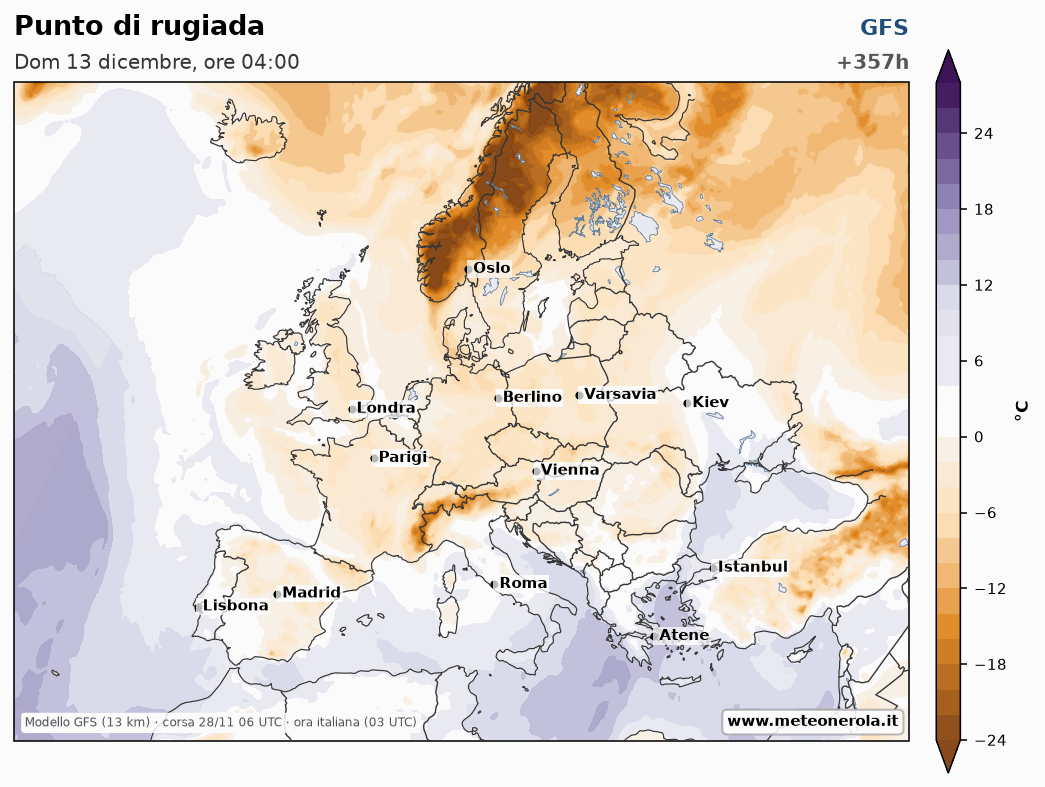 Punto di rugiada
GFS
Dom 13 dicembre, ore 04:00
+357h
24
18
12
6
0
−6
−12
−18
−24
°C
Oslo
Berlino
Varsavia
Kiev
Londra
Parigi
Vienna
Istanbul
Roma
Madrid
Lisbona
Atene
Modello GFS (13 km) · corsa 28/11 06 UTC · ora italiana (03 UTC)
www.meteonerola.it